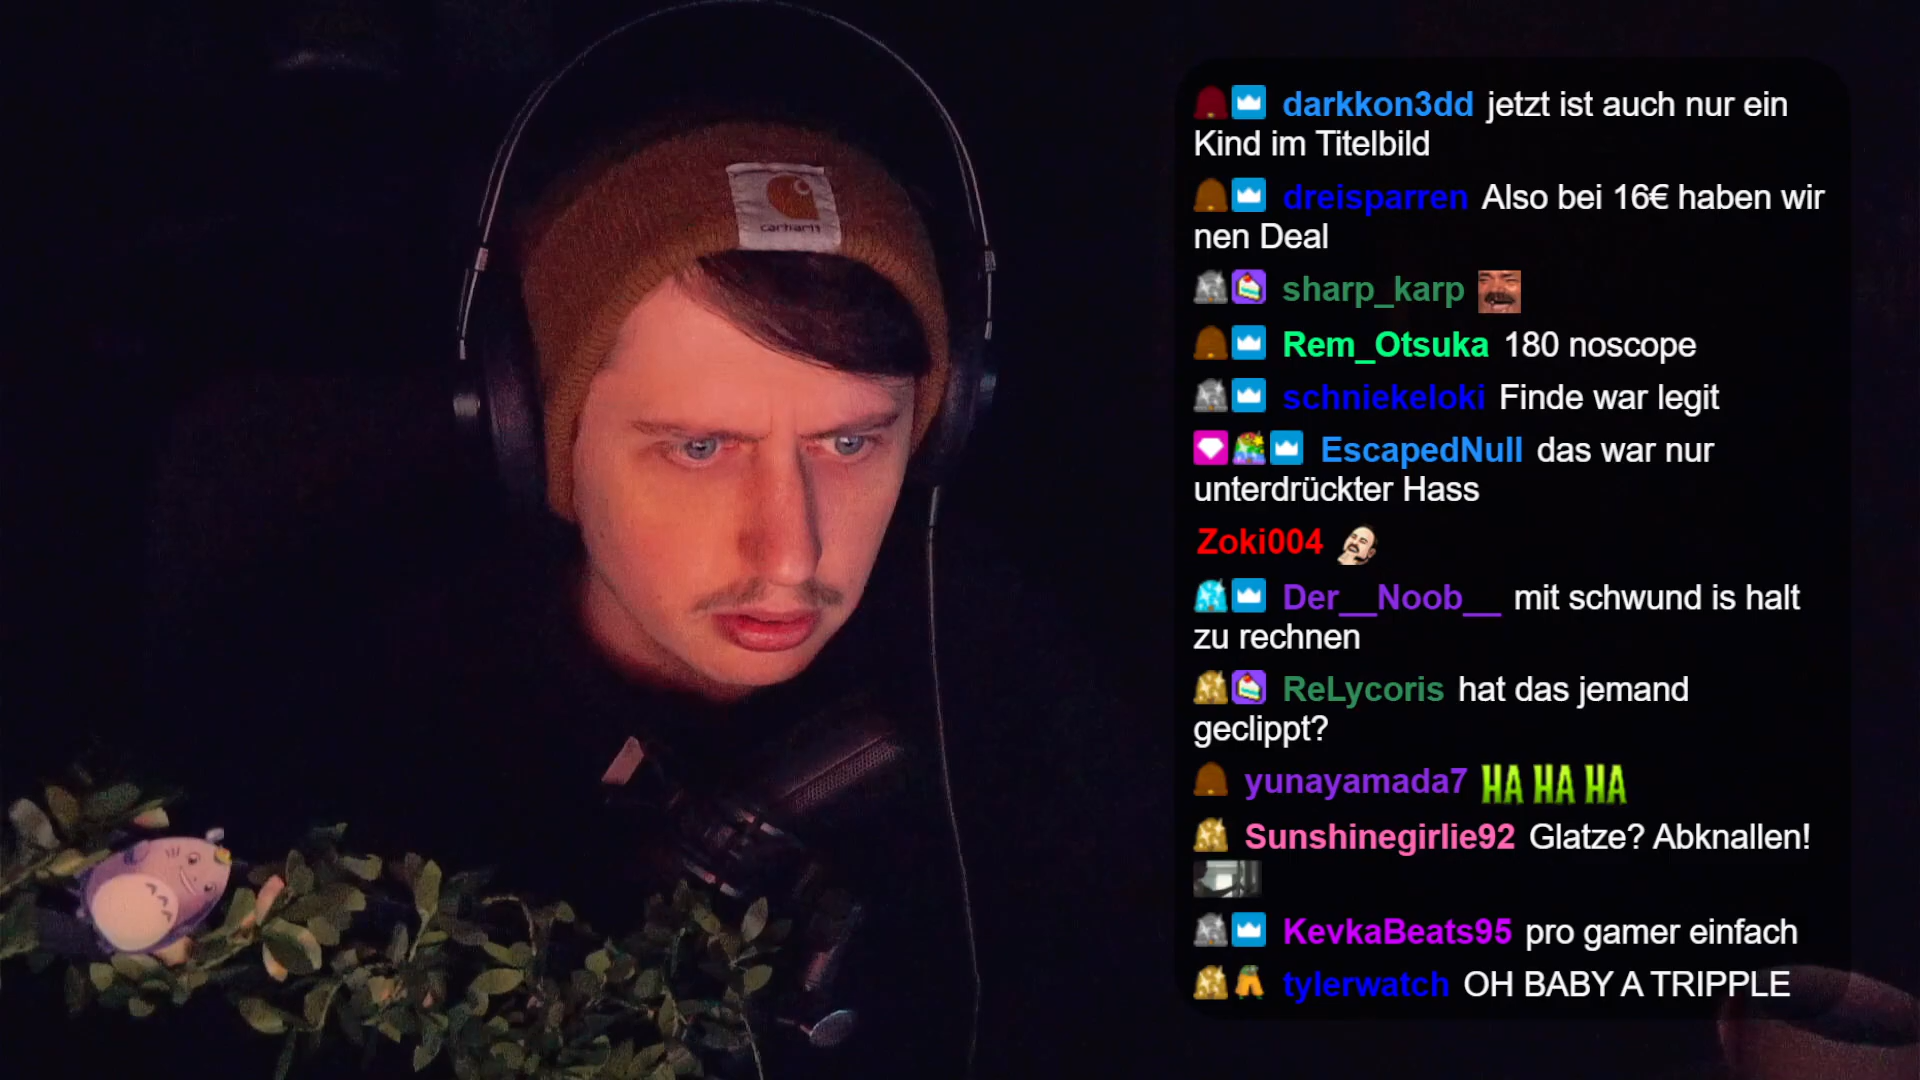 carhartt
darkkon3dd jetzt ist auch nur ein
Kind im Titelbild
dreisparren Also bei 16€ haben wir
nen Deal
sharp_karp
Rem_Otsuka 180 noscope
schniekeloki Finde war legit
EscapedNull das war nur
unterdrückter Hass
Zoki004
Der__Noob__ mit schwund is halt
zu rechnen
ReLycoris hat das jemand
geclippt?
yunayamada7 HA HA HA
Sunshinegirlie92 Glatze? Abknallen!
KevkaBeats95 pro gamer einfach
tylerwatch OH BABY A TRIPPLE